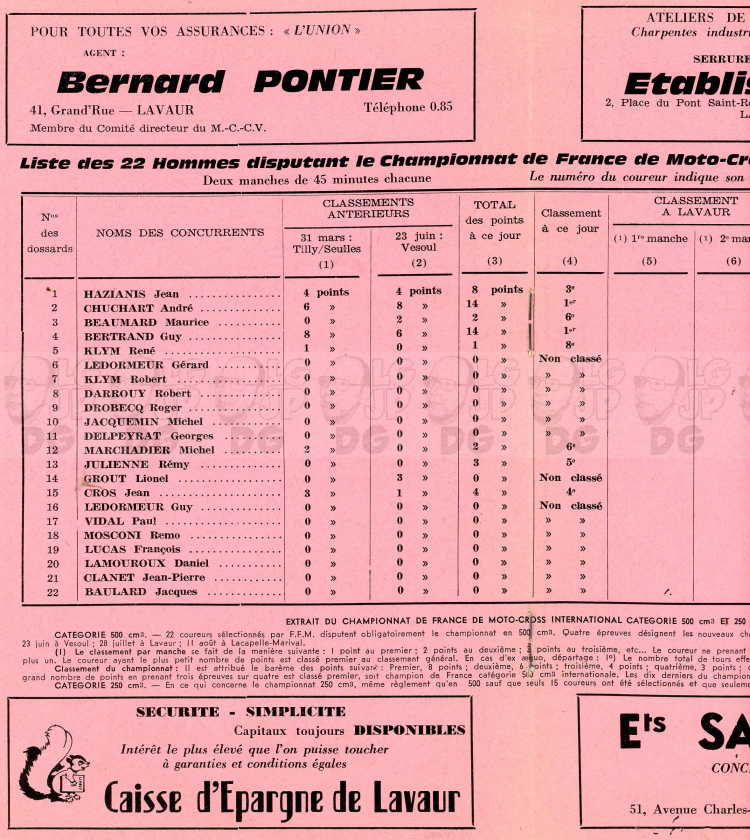 POUR TOUTES VOS ASSURANCES : « L'UNION »
AGENT :
Bernard PONTIER
41, Grand'Rue — LAVAUR Téléphone 0.85
Membre du Comité directeur du M.-C.-C.V.
ATELIERS DE
Charpentes industri
SERRURE
Etablis
2, Place du Pont Saint-R
LA
Liste des 22 Hommes disputant le Championnat de France de Moto-Cro
Deux manches de 45 minutes chacune Le numéro du coureur indique son
Nos des dossards
NOMS DES CONCURRENTS
CLASSEMENTS ANTERIEURS
31 mars : Tilly/Seulles (1)
23 juin : Vesoul (2)
TOTAL des points à ce jour (3)
Classement à ce jour (4)
CLASSEMENT A LAVAUR
(1) 1re manche (5)
(1) 2e man (6)
1 HAZIANIS Jean .............. 4 points 4 points 8 points 3e
2 CHUCHART André ............ 6 » 8 » 14 » 1er
3 BEAUMARD Maurice .......... 0 » 2 » 2 » 6e
4 BERTRAND Guy .............. 8 » 6 » 14 » 1er
5 KLYM René ................. 1 » 0 » 1 » 8e
6 LEDORMEUR Gérard .......... 0 » 0 » 0 » Non classé
7 KLYM Robert ............... 0 » 0 » 0 » » »
8 DARROUY Robert ............ 0 » 0 » 0 » » »
9 DROBECQ Roger ............. 0 » 0 » 0 » » »
10 JACQUEMIN Michel .......... 0 » 0 » 0 » » »
11 DELPEYRAT Georges ......... 0 » 0 » 0 » » »
12 MARCHADIER Michel ......... 2 » 0 » 2 » 6e
13 JULIENNE Rémy ............. 0 » 0 » 3 » 5e
14 GROUT Lionel .............. 0 » 3 » 0 » Non classé
15 CROS Jean ................. 3 » 1 » 4 » 4e
16 LEDORMEUR Guy ............. 0 » 0 » 0 » Non classé
17 VIDAL Paul ................ 0 » 0 » 0 » » »
18 MOSCONI Remo .............. 0 » 0 » 0 » » »
19 LUCAS François ............ 0 » 0 » 0 » » »
20 LAMOUROUX Daniel .......... 0 » 0 » 0 » » »
21 CLANET Jean-Pierre ........ 0 » 0 » 0 » » »
22 BAULARD Jacques ........... 0 » 0 » 0 » » »
EXTRAIT DU CHAMPIONNAT DE FRANCE DE MOTO-CROSS INTERNATIONAL CATEGORIE 500 cm3 ET 250
CATEGORIE 500 cm3. — 22 coureurs sélectionnés par F.F.M. disputent obligatoirement le championnat en 500 cm3. Quatre épreuves désignent les nouveaux cha
23 juin à Vesoul ; 28 juillet à Lavaur ; 11 août à Lacapelle-Marival.
(1) Le classement par manche se fait de la manière suivante : 1 point au premier ; 2 points au deuxième ; 3 points au troisième, etc... Le coureur ne prenant
plus un. Le coureur ayant le plus petit nombre de points est classé premier au classement général. En cas d'ex æquo, départage : 1º) Le nombre total de tours effe
Classement du championnat : Il est attribué le barème des points suivant : Premier, 8 points ; deuxième, 6 points ; troisième, 4 points ; quatrième, 3 points ; c
grand nombre de points en prenant trois épreuves sur quatre est classé premier, soit champion de France catégorie 500 cm3 internationale. Les dix derniers du champion
CATEGORIE 250 cm3. — En ce qui concerne le championnat 250 cm3, même règlement qu'en 500 sauf que seuls 15 coureurs ont été sélectionnés et que seuleme
SECURITE - SIMPLICITE
Capitaux toujours DISPONIBLES
Intérêt le plus élevé que l'on puisse toucher
à garanties et conditions égales
Caisse d'Epargne de Lavaur
Ets SA
CONC
51, Avenue Charles-
LG JP DG